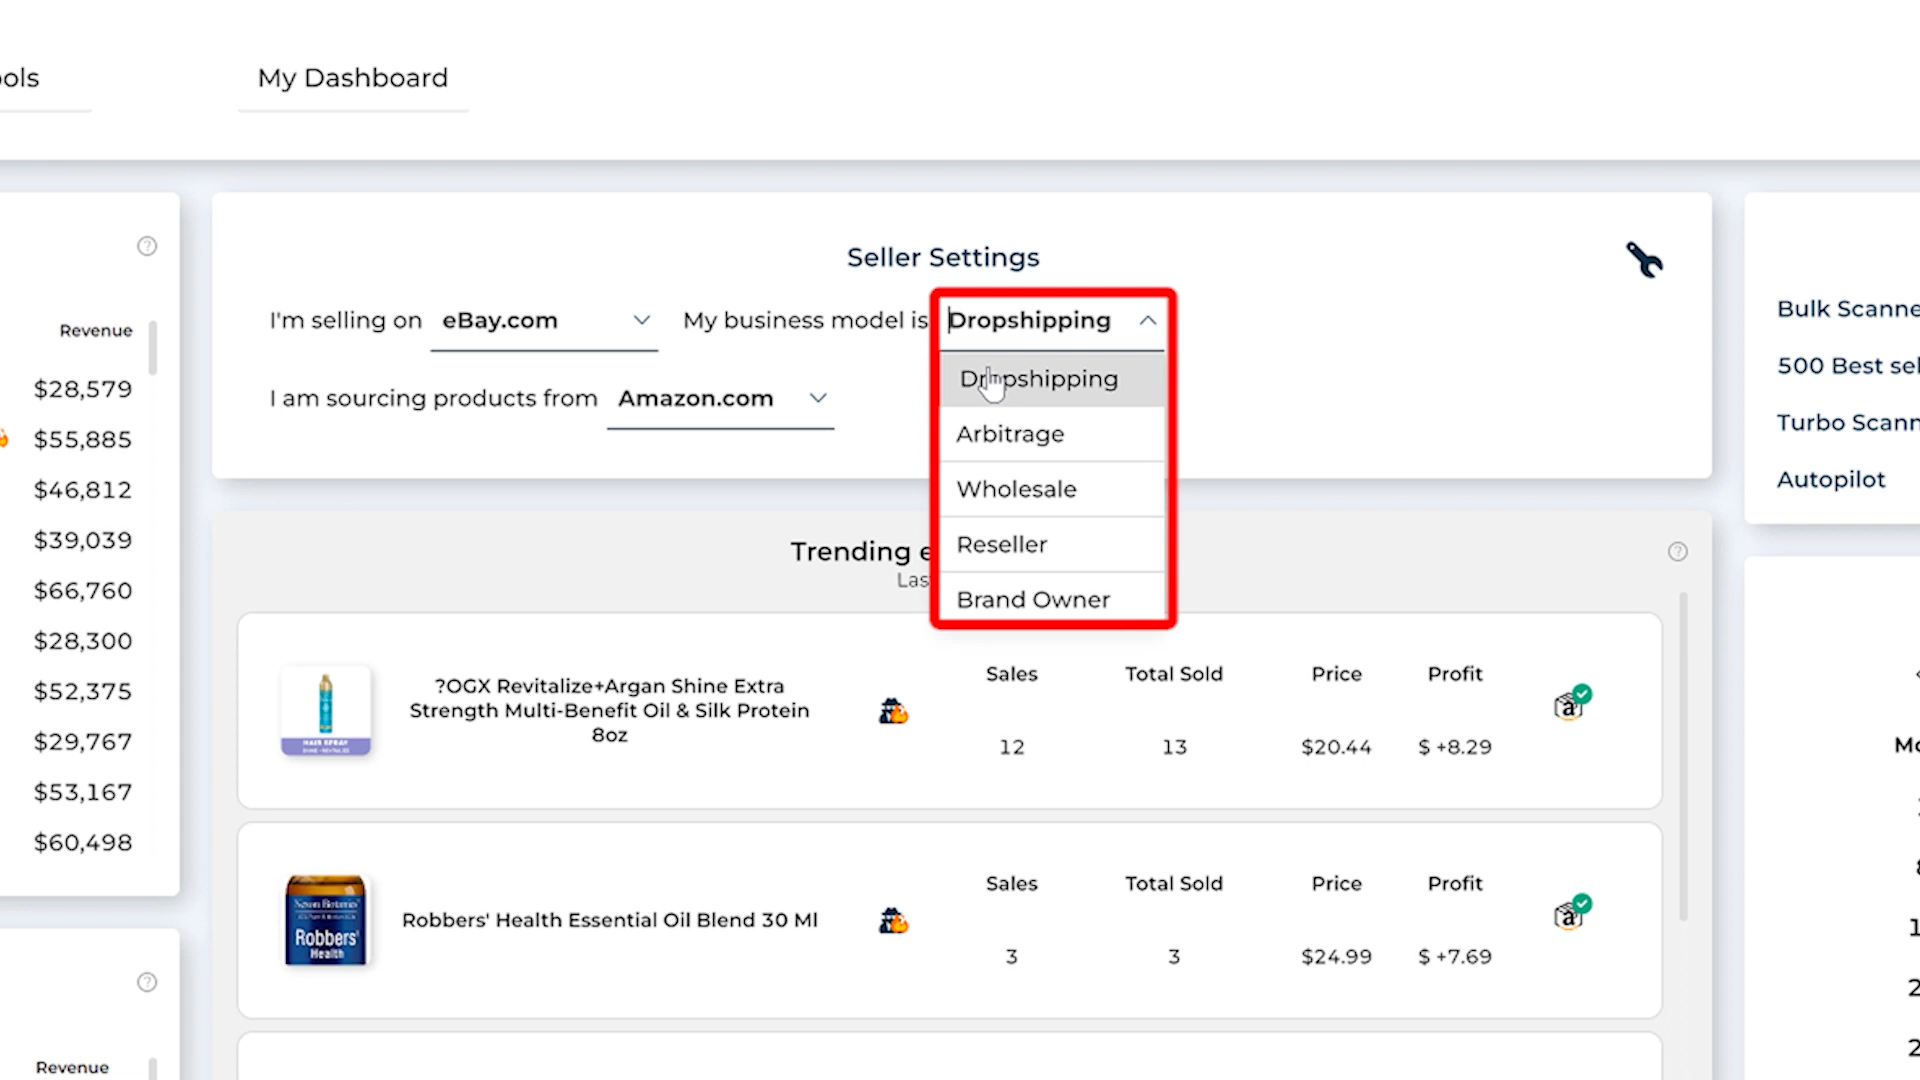 My Dashboard
Revenue
$28,579
$55,885
$46,812
$39,039
$66,760
$28,300
$52,375
$29,767
$53,167
$60,498
Revenue
Seller Settings
I'm selling on eBay.com My business model is Dropshipping
I am sourcing products from Amazon.com
Dropshipping
Arbitrage
Wholesale
Reseller
Brand Owner
Trending
?OGX Revitalize+Argan Shine Extra
Strength Multi-Benefit Oil & Silk Protein
8oz
HAIR SPRAY
Sales Total Sold Price Profit
12 13 $20.44 $ +8.29
Robbers'
Health
Robbers' Health Essential Oil Blend 30 Ml
Sales Total Sold Price Profit
3 3 $24.99 $ +7.69
Bulk
500 Best
Turbo
Autopilot